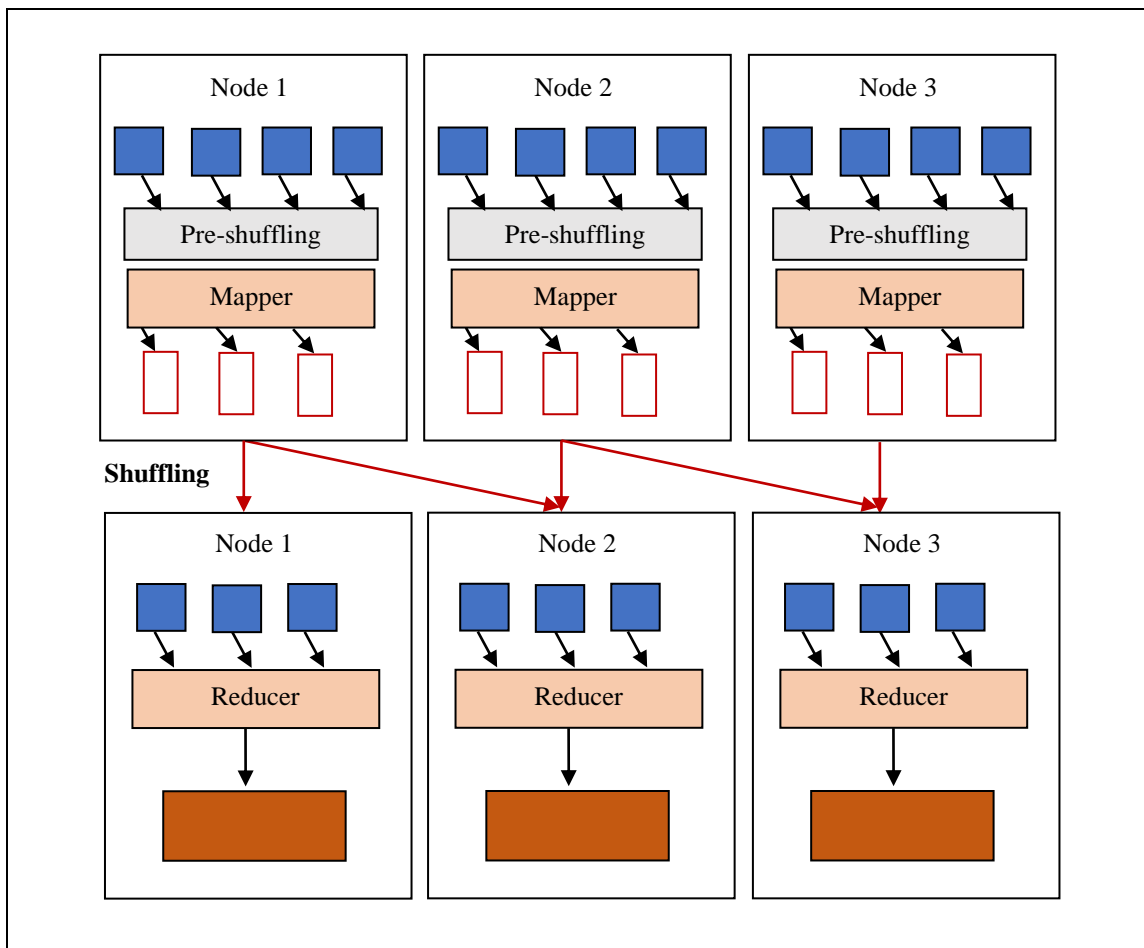 Node 1
Node 2
Node 3
Pre-shuffling
Pre-shuffling
Pre-shuffling
Mapper
Mapper
Mapper
Shuffling
Node 1
Node 2
Node 3
Reducer
Reducer
Reducer